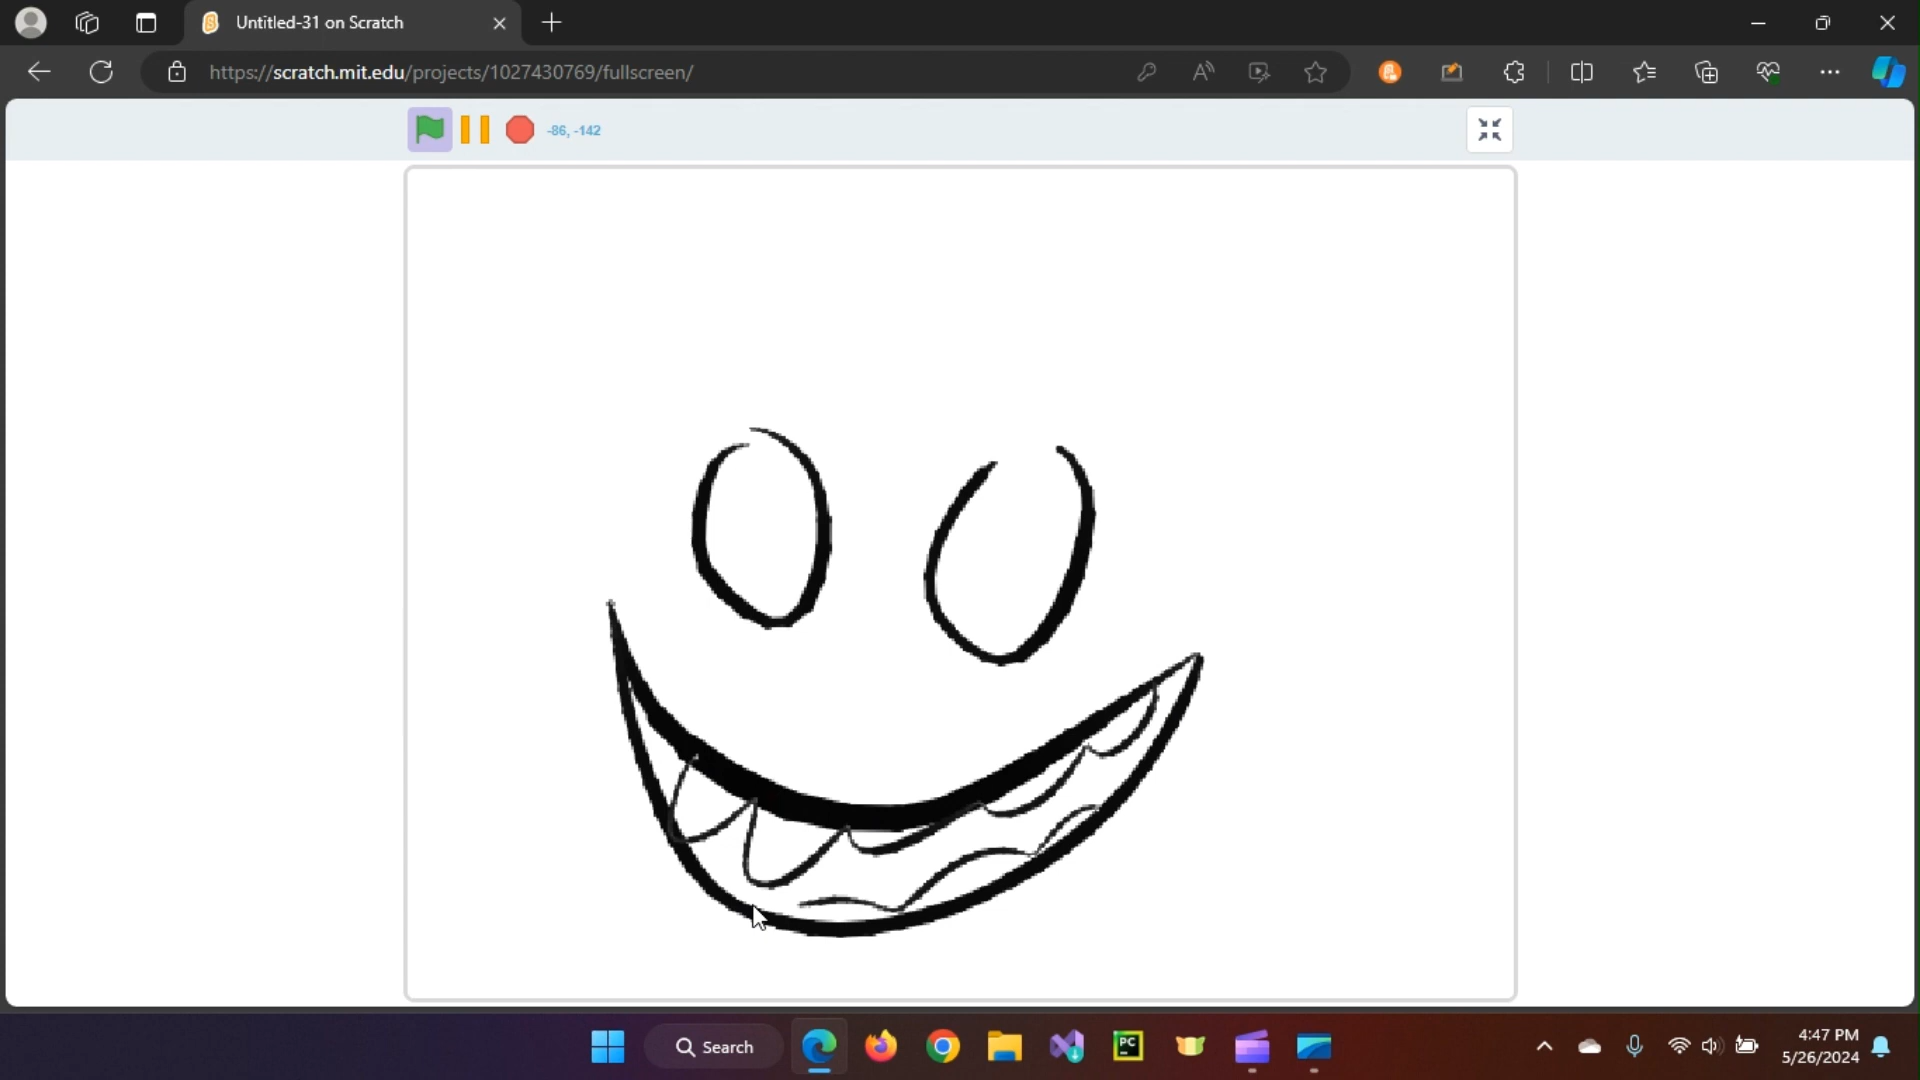 Untitled-31 on Scratch
https://scratch.mit.edu/projects/1027430769/fullscreen/
-86, -142
Search
PC
4:47 PM
5/26/2024